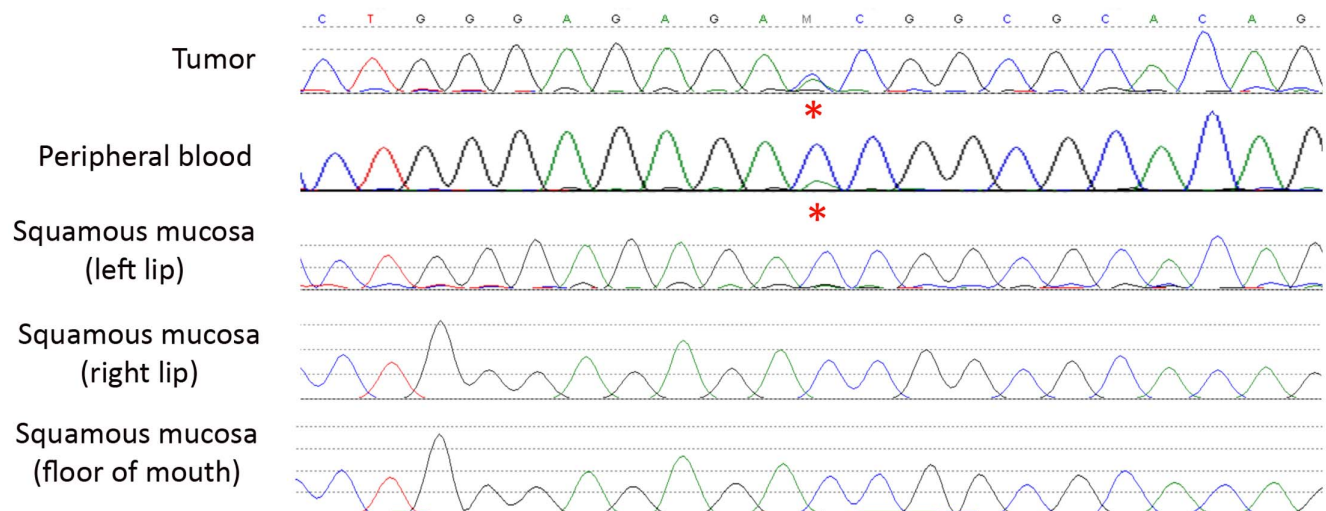 C T G G G A G A G A M C G G C G C A C A G
Tumor
*
Peripheral blood
*
Squamous mucosa
(left lip)
Squamous mucosa
(right lip)
Squamous mucosa
(floor of mouth)